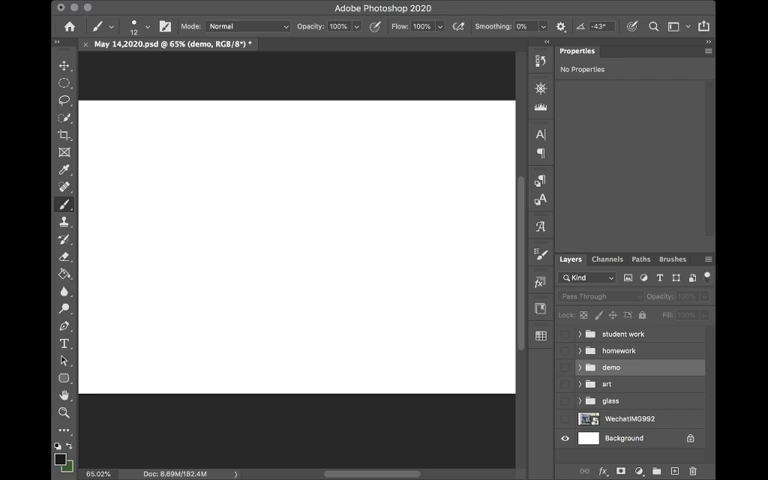 Adobe Photoshop 2020
12 Mode: Normal Opacity: 100% Flow: 100% Smoothing: 0% -43°
May 14,2020.psd @ 65% (demo, RGB/8*) *
Properties
No Properties
Layers Channels Paths Brushes
Kind
Pass Through Opacity: 100%
Lock: Fill: 100%
student work
homework
demo
art
glass
WechatIMG992
Background
65.02% Doc: 8.69M/182.4M